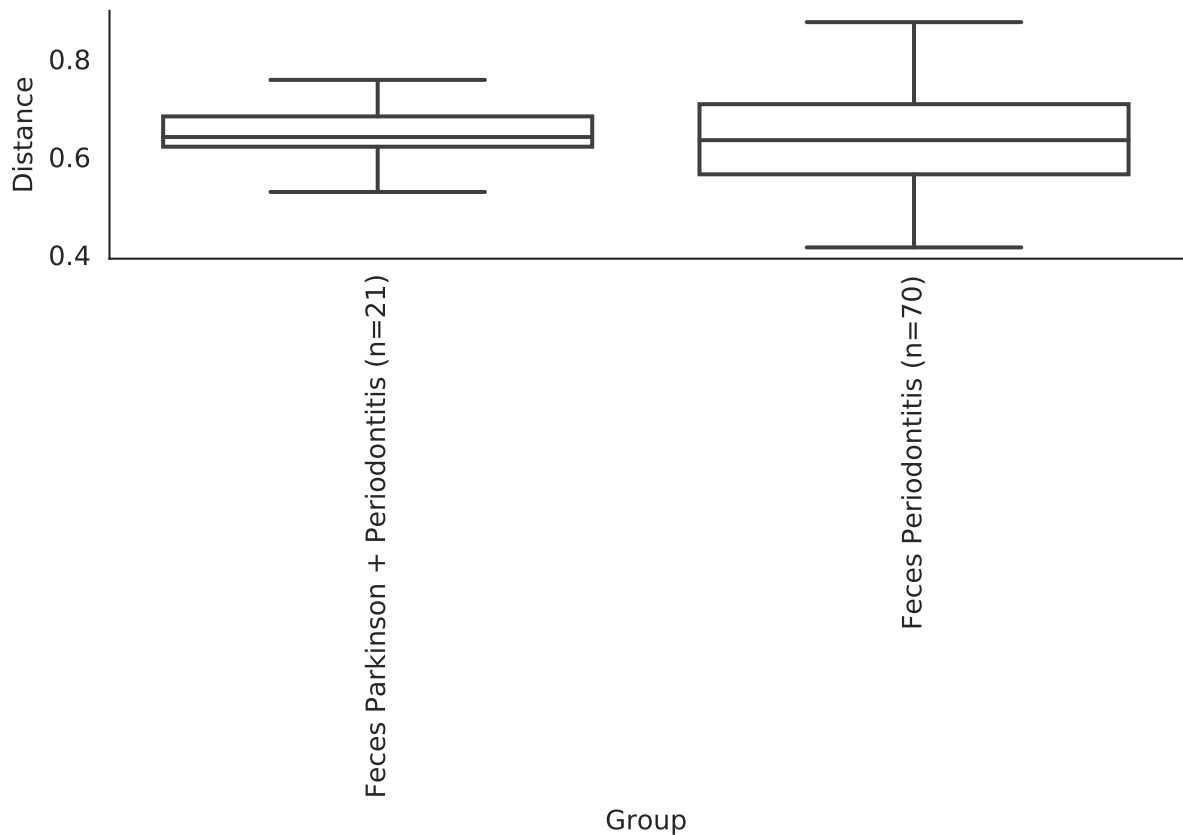 Distance
0.8
0.6
0.4
Feces Parkinson + Periodontitis (n=21)
Feces Periodontitis (n=70)
Group